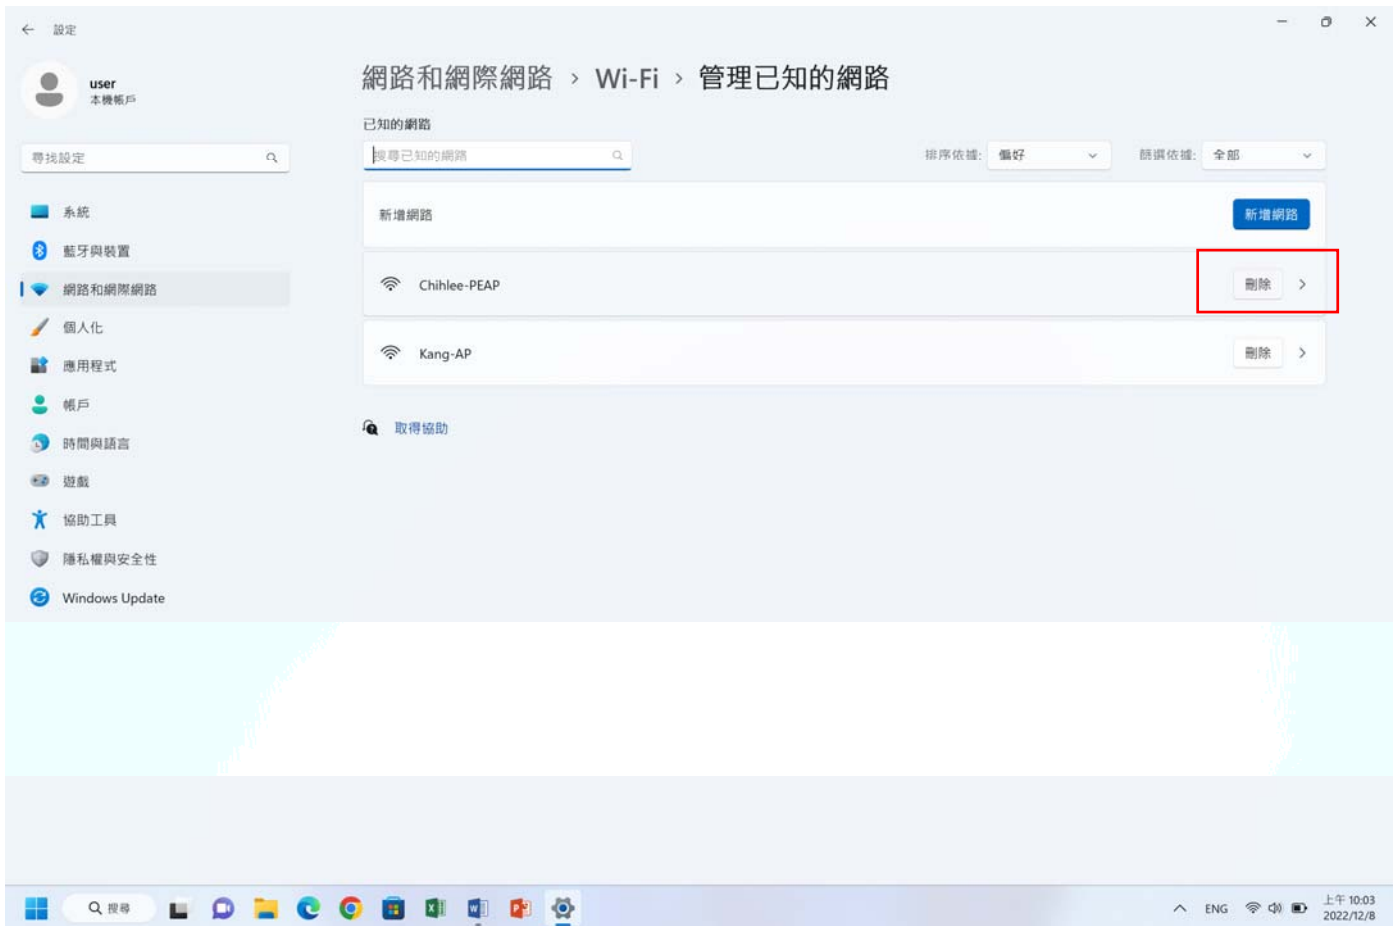 設定
user
本機帳戶
尋找設定
系統
藍牙與裝置
網路和網際網路
個人化
應用程式
帳戶
時間與語言
遊戲
協助工具
隱私權與安全性
Windows Update
網路和網際網路 › Wi-Fi › 管理已知的網路
已知的網路
搜尋已知的網路
排序依據: 偏好
篩選依據: 全部
新增網路
新增網路
Chihlee-PEAP
刪除
Kang-AP
刪除
取得協助
搜尋
ENG
上午 10:03
2022/12/8